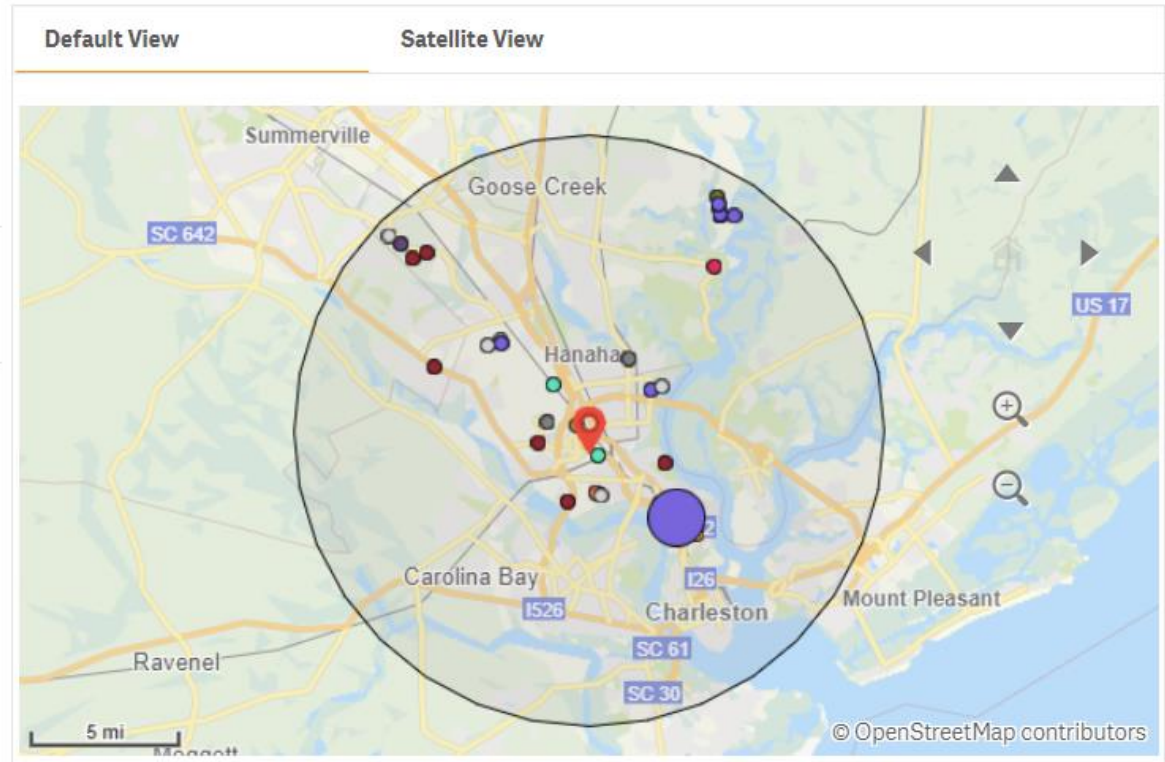 Default View Satellite View
Summerville
Goose Creek
SC 642
US 17
Hanaha
I26
Carolina Bay
Mount Pleasant
I526
Charleston
SC 61
Ravenel
SC 30
5 mi
© OpenStreetMap contributors